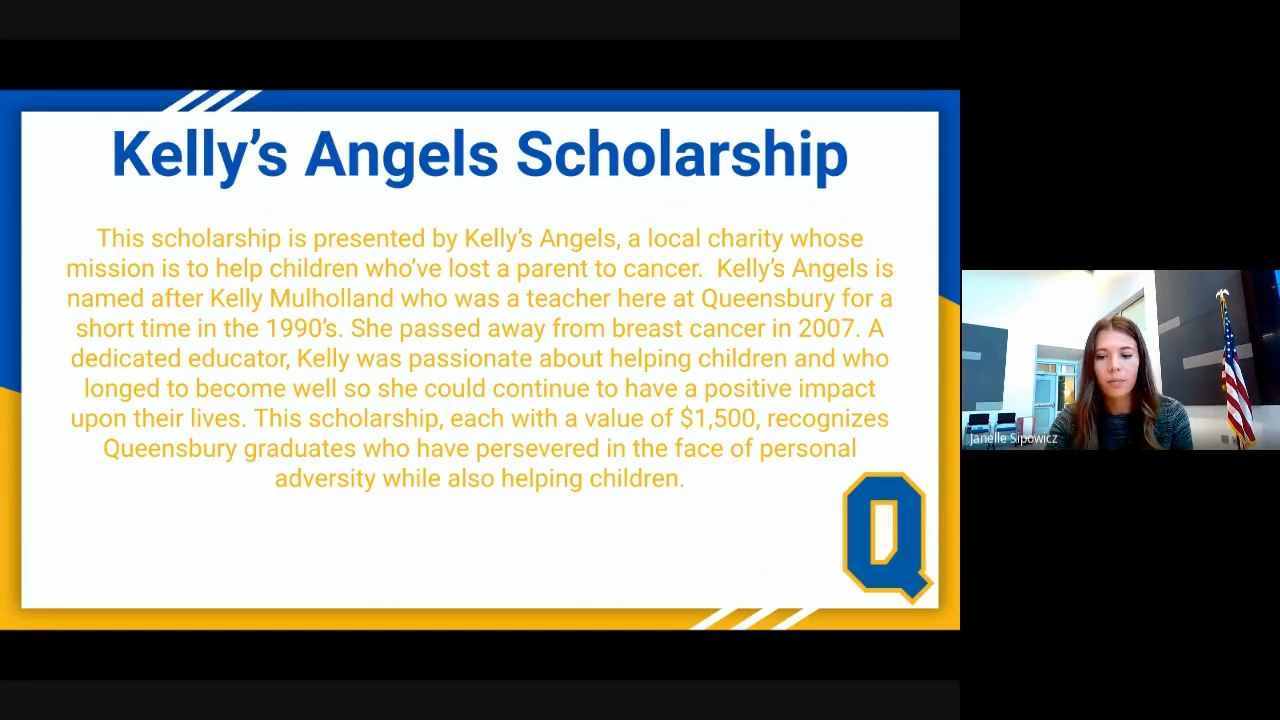 Kelly’s Angels Scholarship
This scholarship is presented by Kelly’s Angels, a local charity whose
mission is to help children who’ve lost a parent to cancer.  Kelly’s Angels is
named after Kelly Mulholland who was a teacher here at Queensbury for a
short time in the 1990’s. She passed away from breast cancer in 2007. A
dedicated educator, Kelly was passionate about helping children and who
longed to become well so she could continue to have a positive impact
upon their lives. This scholarship, each with a value of $1,500, recognizes
Queensbury graduates who have persevered in the face of personal
adversity while also helping children.
Q
Janelle Sipowicz